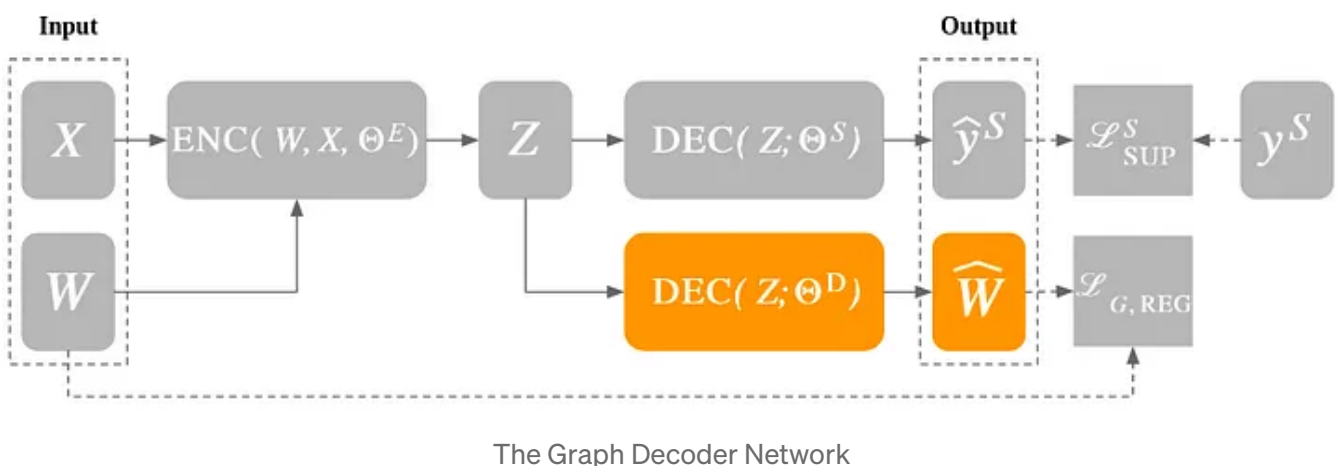 Input
Output
X
ENC( W, X, Θ^E)
Z
DEC( Z; Θ^S)
ŷ^S
ℒ^S_SUP
y^S
W
DEC( Z; Θ^D)
Ŵ
ℒ_G, REG
The Graph Decoder Network